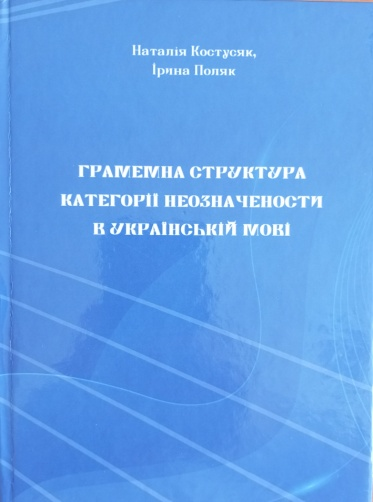 Наталія Костусяк,
Ірина Поляк
ГРАМЕМНА СТРУКТУРА
КАТЕГОРІЇ НЕОЗНАЧЕНОСТИ
В УКРАЇНСЬКІЙ МОВІ